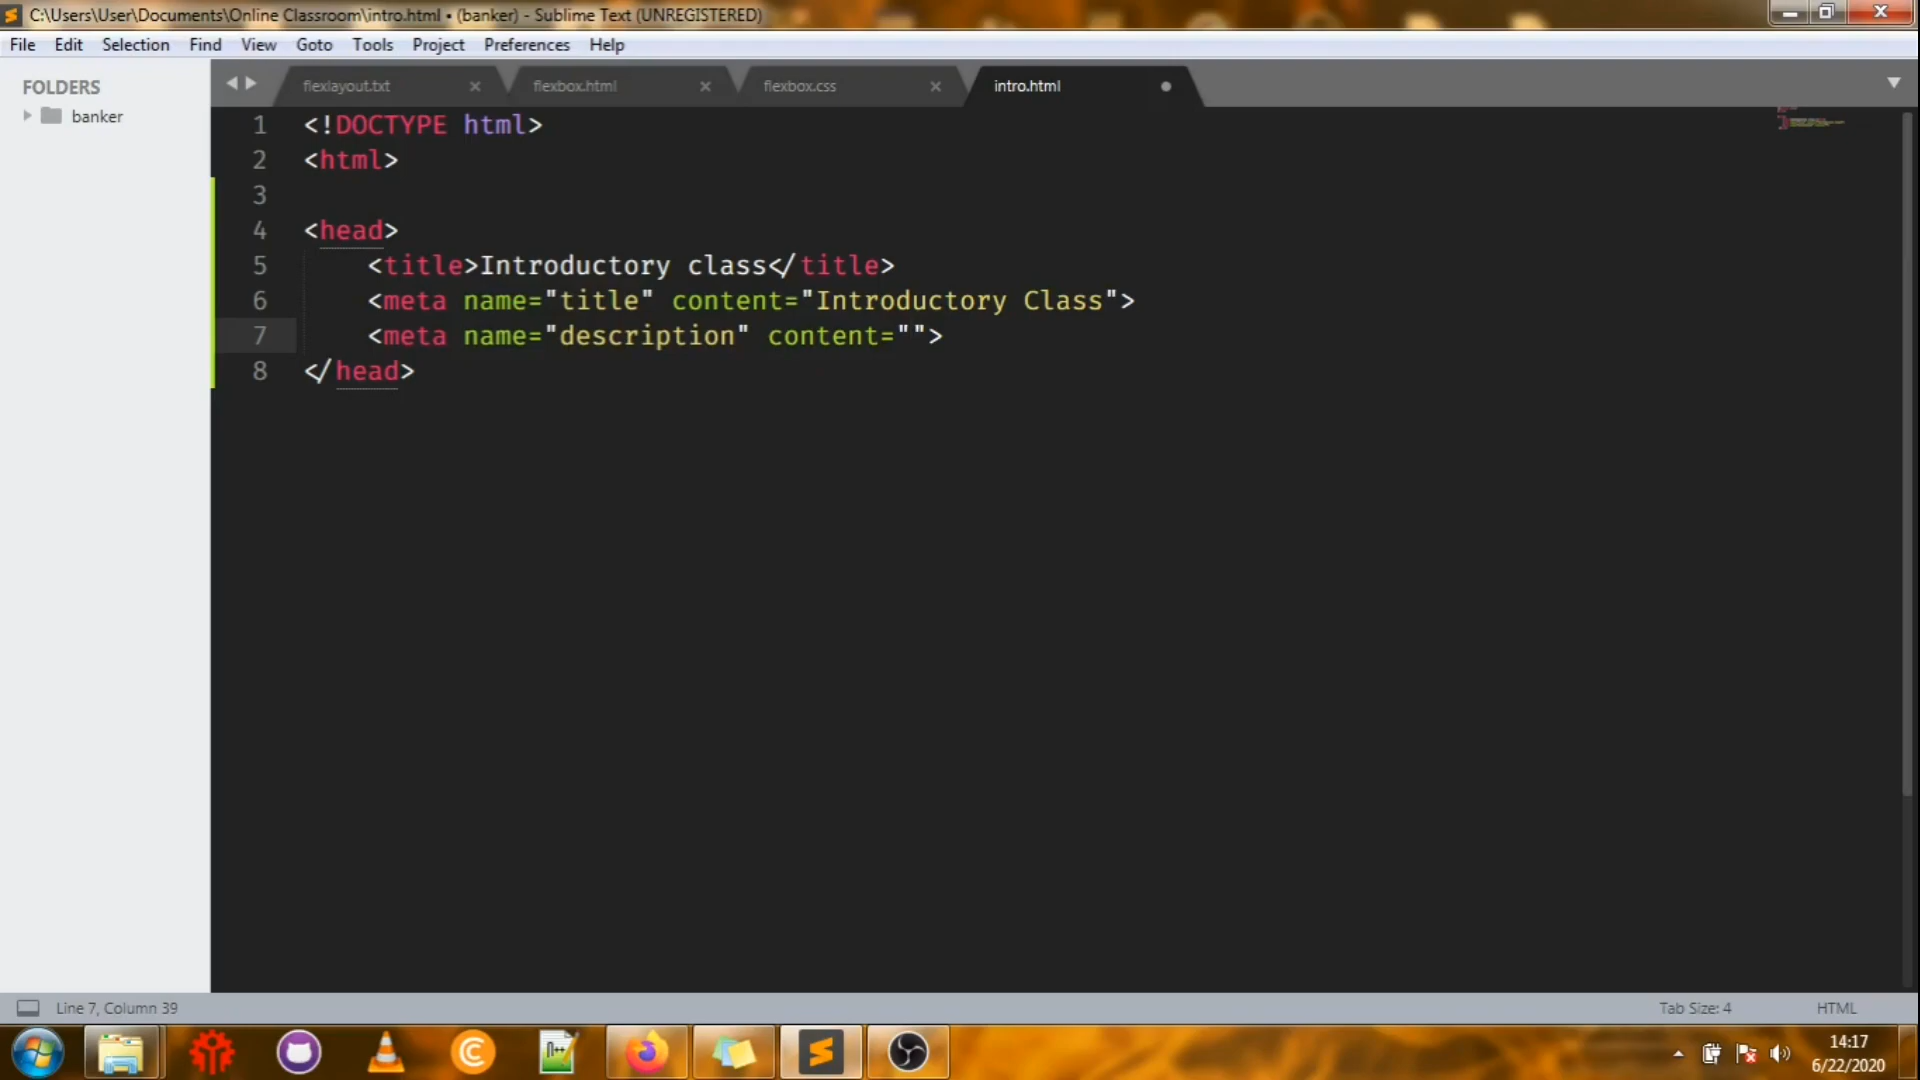 C:\Users\User\Documents\Online Classroom\intro.html • (banker) - Sublime Text (UNREGISTERED)
File Edit Selection Find View Goto Tools Project Preferences Help
FOLDERS
banker
flexlayout.txt flexbox.html flexbox.css intro.html
1 <!DOCTYPE html>
2 <html>
3
4 <head>
5 <title>Introductory class</title>
6 <meta name="title" content="Introductory Class">
7 <meta name="description" content="">
8 </head>
Line 7, Column 39 Tab Size: 4 HTML
14:17
6/22/2020